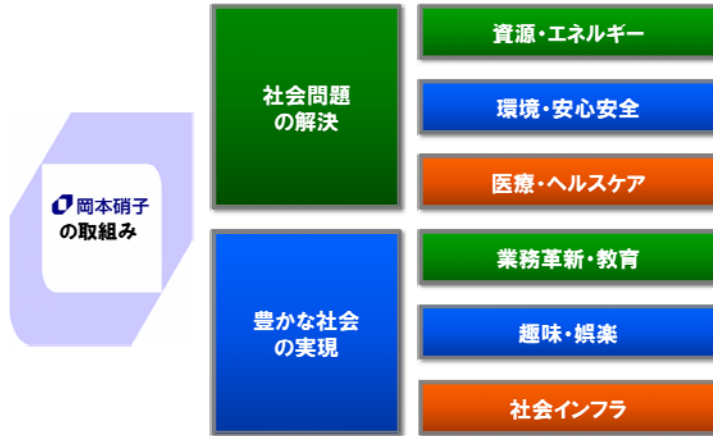 岡本硝子
の取組み
社会問題
の解決
資源・エネルギー
環境・安心安全
医療・ヘルスケア
豊かな社会
の実現
業務革新・教育
趣味・娯楽
社会インフラ